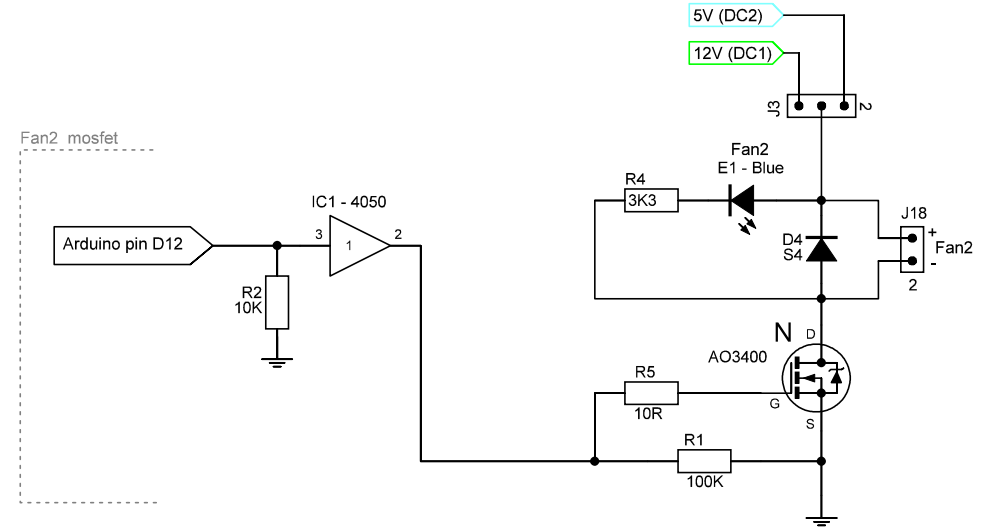 5V (DC2)
12V (DC1)
J3
2
Fan2 mosfet
Fan2
E1 - Blue
R4
3K3
IC1 - 4050
J18
+
Fan2
-
2
D4
S4
Arduino pin D12
3
1
2
R2
10K
N
D
AO3400
G
S
R5
10R
R1
100K